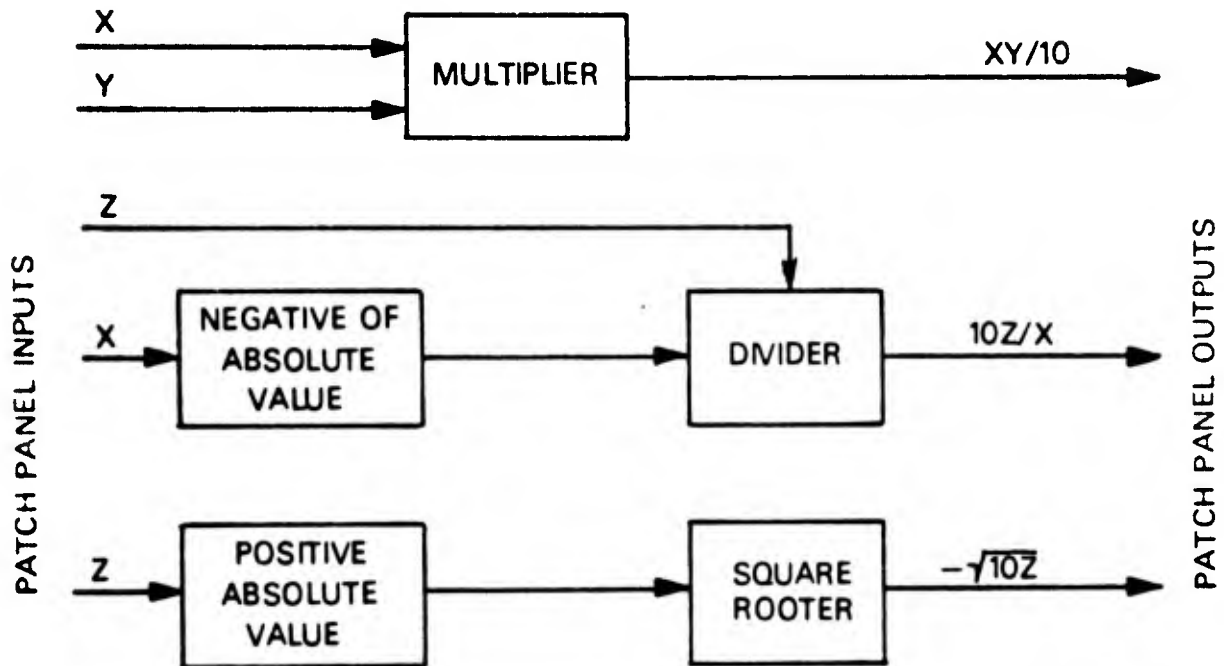 X
Y
MULTIPLIER
XY/10
Z
X
NEGATIVE OF
ABSOLUTE
VALUE
DIVIDER
10Z/X
Z
POSITIVE
ABSOLUTE
VALUE
SQUARE
ROOTER
−√10Z
PATCH PANEL INPUTS
PATCH PANEL OUTPUTS